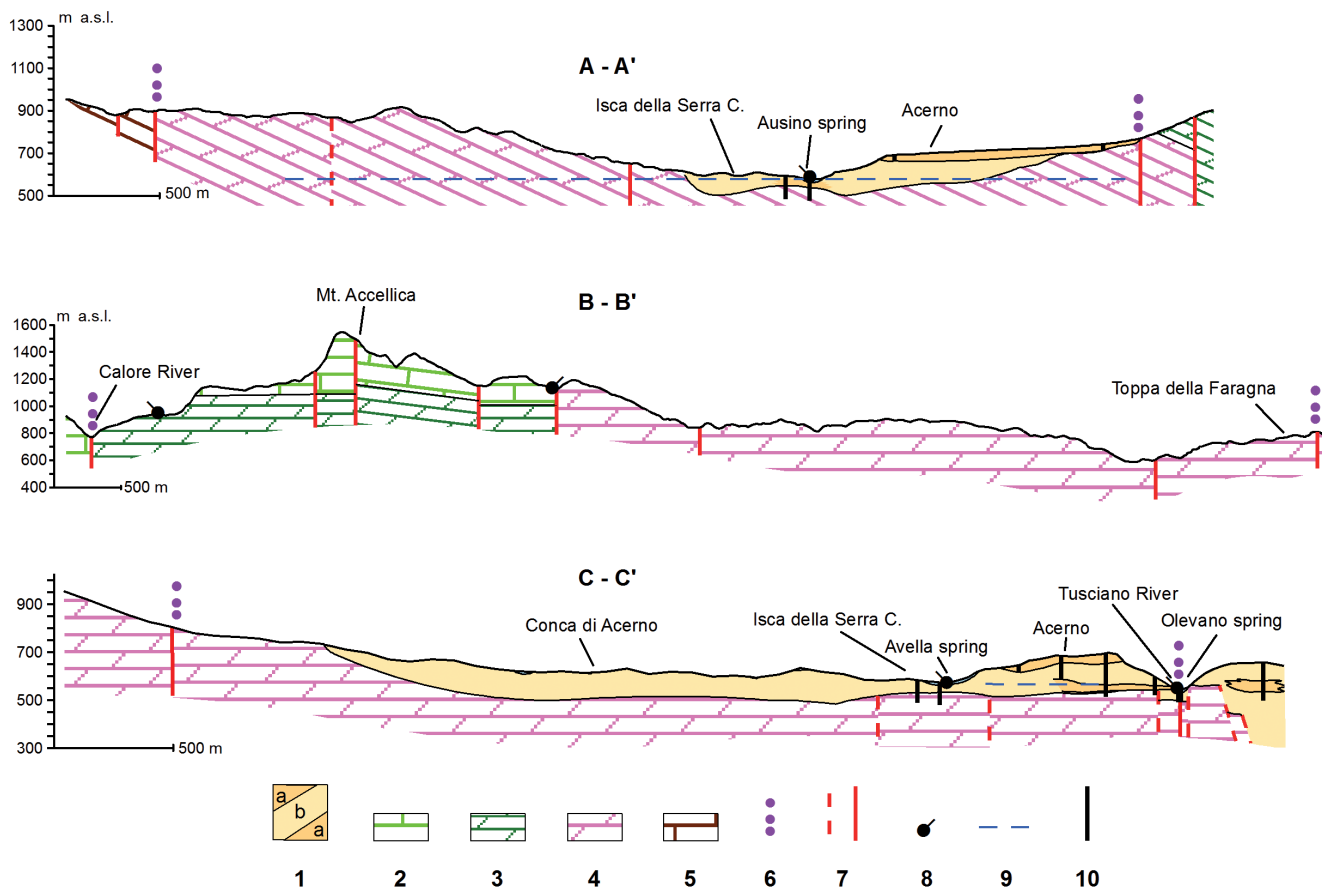 1300
m a.s.l.
1100
900
700
500
500 m
A - A'
Isca della Serra C.
Ausino spring
Acerno
m a.s.l.
1600
1400
1200
1000
800
600
400
500 m
Calore River
Mt. Accellica
B - B'
Toppa della Faragna
900
700
500
300
500 m
C - C'
Conca di Acerno
Isca della Serra C.
Avella spring
Acerno
Tusciano River
Olevano spring
a
b
a
1 2 3 4 5 6 7 8 9 10